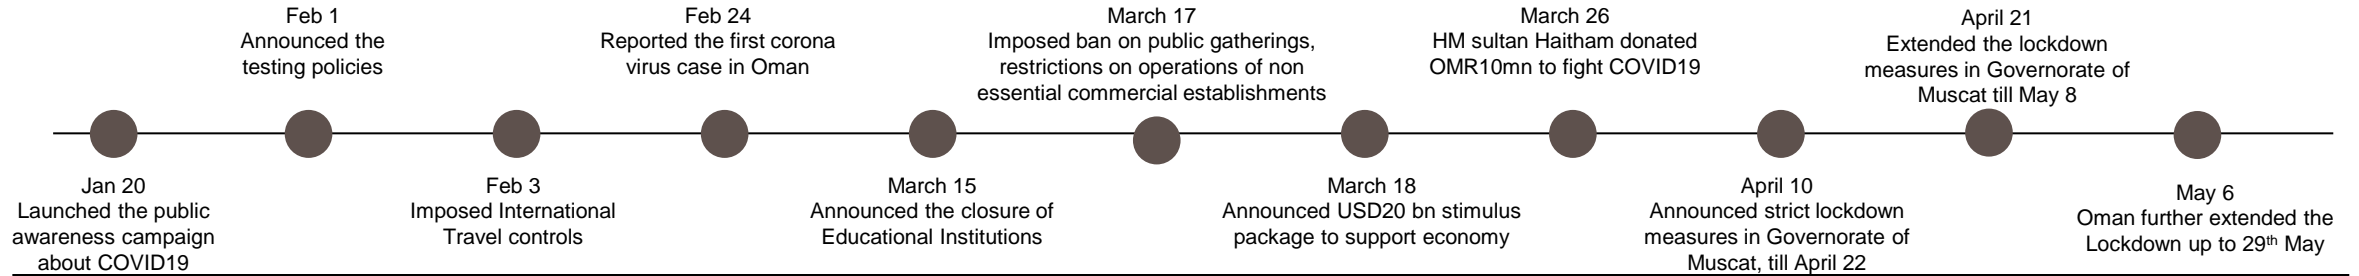 Jan 20
Launched the public
awareness campaign
about COVID19
Feb 1
Announced the
testing policies
Feb 3
Imposed International
Travel controls
Feb 24
Reported the first corona
virus case in Oman
March 15
Announced the closure of
Educational Institutions
March 17
Imposed ban on public gatherings,
restrictions on operations of non
essential commercial establishments
March 18
Announced USD20 bn stimulus
package to support economy
March 26
HM sultan Haitham donated
OMR10mn to fight COVID19
April 10
Announced strict lockdown
measures in Governorate of
Muscat, till April 22
April 21
Extended the lockdown
measures in Governorate of
Muscat till May 8
May 6
Oman further extended the
Lockdown up to 29th May